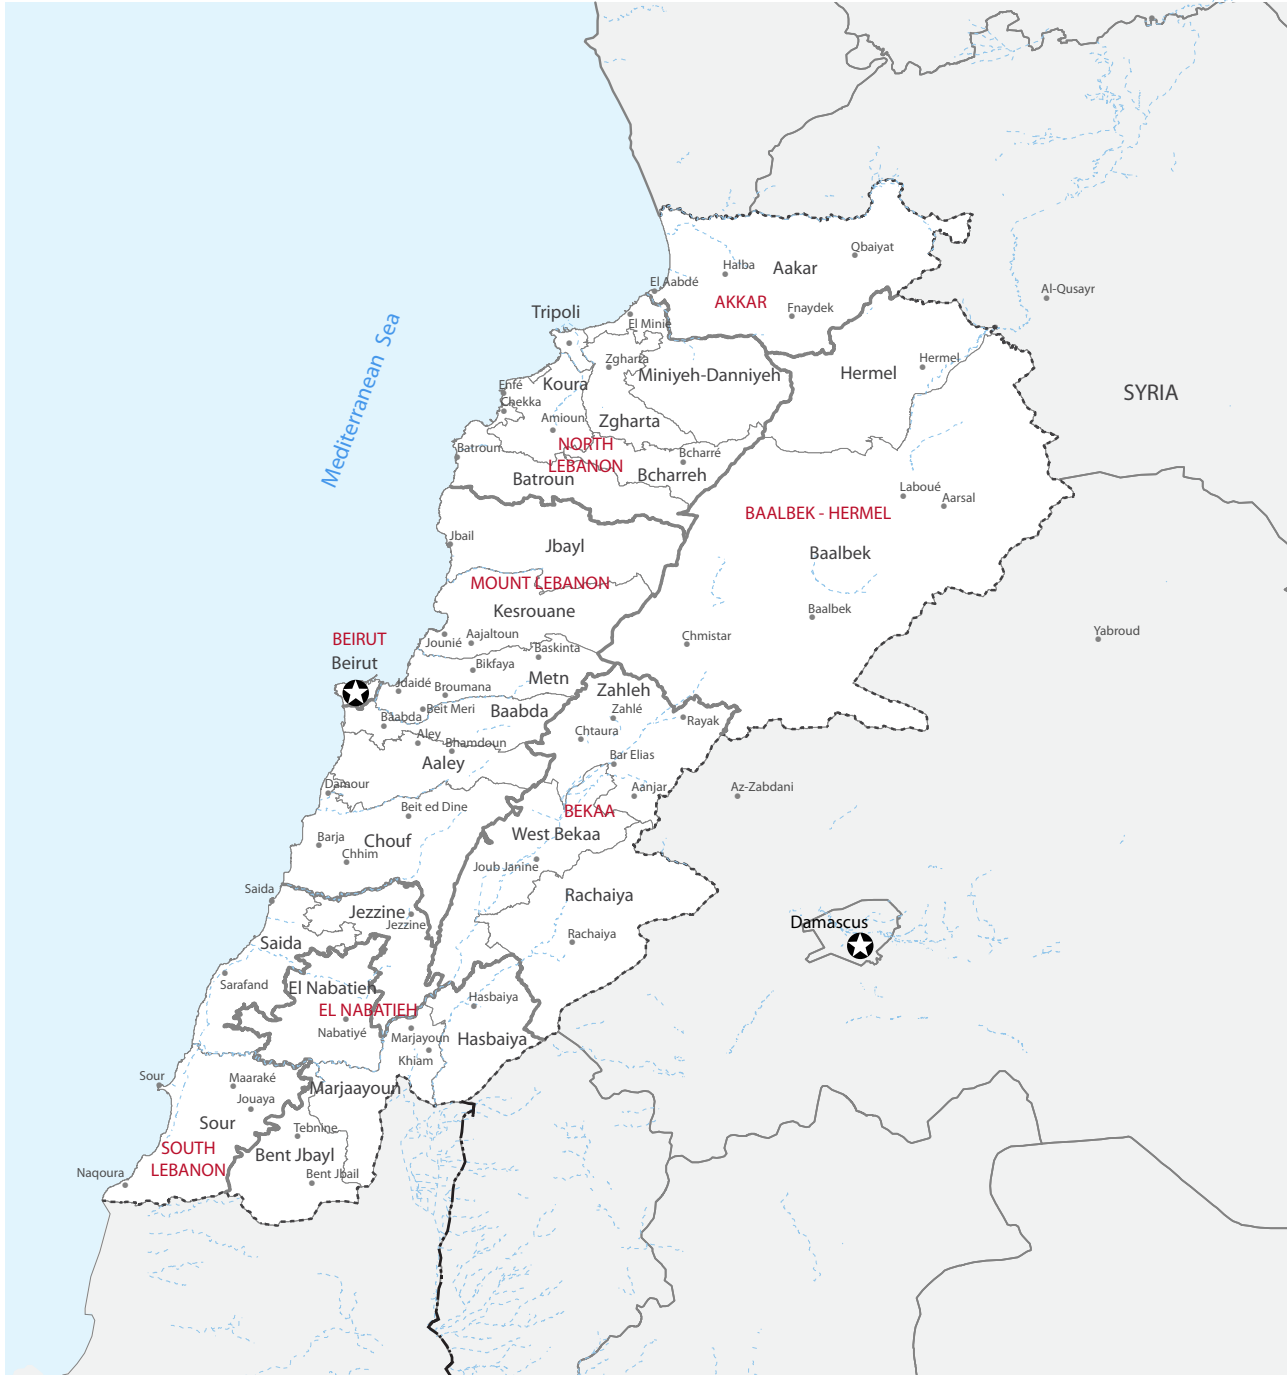 Qbaiyat
Halba
Aakar
El Aabdé
Al-Qusayr
AKKAR
Fnaydek
Tripoli
El Minié
Zgharta
Hermel
Miniyeh-Danniyeh
Hermel
Koura
Enfé
SYRIA
Chekka
Amioun
Zgharta
Mediterranean Sea
NORTH
LEBANON
Batroun
Bcharré
Bcharreh
Batroun
Laboué
Aarsal
BAALBEK - HERMEL
Jbail
Jbayl
Baalbek
MOUNT LEBANON
Kesrouane
Baalbek
Yabroud
BEIRUT
Beirut
Jounié
Aajaltoun
Chmistar
Baskinta
Bikfaya
Metn
Jdaidé
Broumana
Zahleh
Zahlé
Beit Meri
Baabda
Rayak
Baabda
Chtaura
Aley
Bhamdoun
Bar Elias
Aaley
Damour
Aanjar
Az-Zabdani
Beit ed Dine
BEKAA
Barja
Chouf
West Bekaa
Chhim
Joub Janine
Saida
Rachaiya
Jezzine
Jezzine
Damascus
Rachaiya
Saida
Sarafand
El Nabatieh
Hasbaiya
EL NABATIEH
Nabatiyé
Marjayoun
Hasbaiya
Khiam
Sour
Maaraké
Marjaayoun
Jouaya
Sour
Tebnine
SOUTH
LEBANON
Bent Jbayl
Naqoura
Bent Jbail